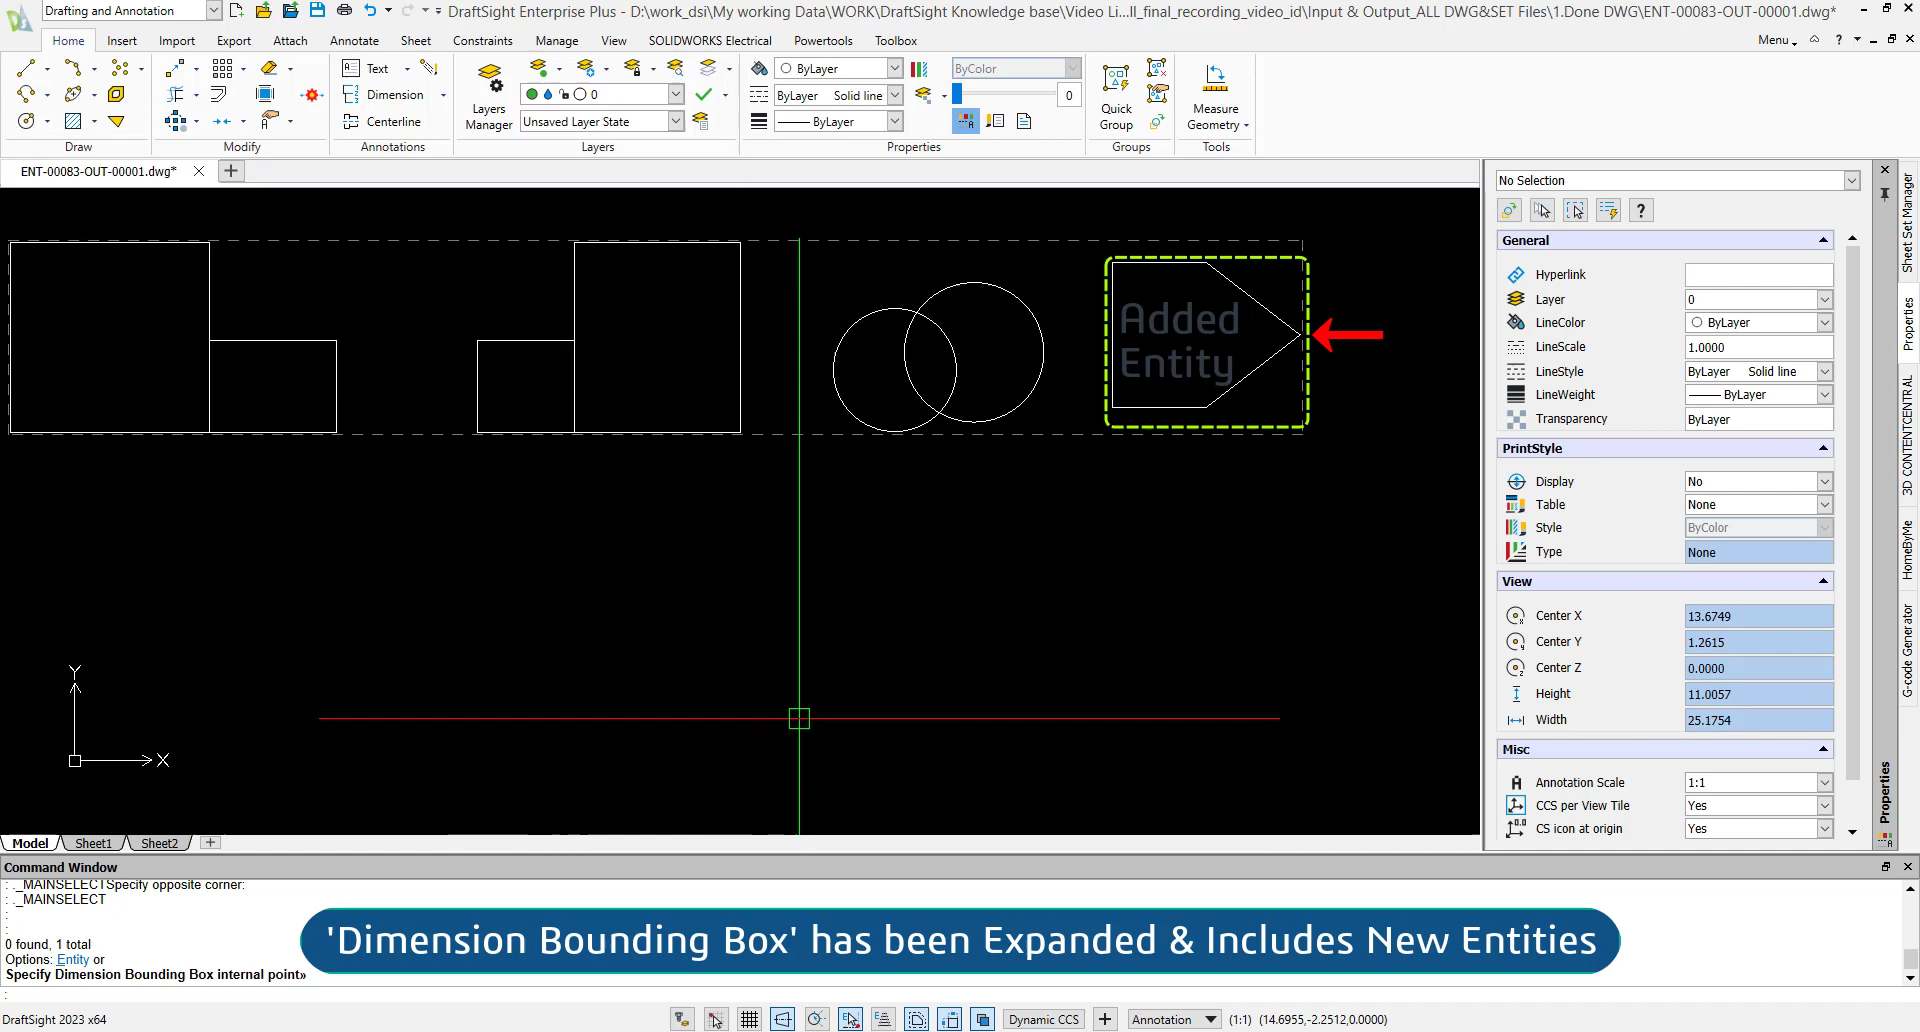 Drafting and Annotation
DraftSight Enterprise Plus - D:\work_dsi\My working Data\WORK\DraftSight Knowledge base\Video Li...ll_final_recording_video_id\Input & Output_ALL DWG&SET Files\1.Done DWG\ENT-00083-OUT-00001.dwg*
Home Insert Import Export Attach Annotate Sheet Constraints Manage View SOLIDWORKS Electrical Powertools Toolbox Menu ?
Text
Dimension
Centerline
Layers
Manager
0
Unsaved Layer State
ByLayer
ByLayer Solid line
ByLayer
ByColor
0
Quick
Group
Measure
Geometry
Draw Modify Annotations Layers Properties Groups Tools
ENT-00083-OUT-00001.dwg*
Added
Entity
Y
X
No Selection
?
General
Hyperlink
Layer 0
LineColor ByLayer
LineScale 1.0000
LineStyle ByLayer Solid line
LineWeight ByLayer
Transparency ByLayer
PrintStyle
Display No
Table None
Style ByColor
Type None
View
Center X 13.6749
Center Y 1.2615
Center Z 0.0000
Height 11.0057
Width 25.1754
Misc
Annotation Scale 1:1
CCS per View Tile Yes
CS icon at origin Yes
Properties
Sheet Set Manager
Properties
3D CONTENTCENTRAL
HomeByMe
G-code Generator
Model Sheet1 Sheet2
Command Window
: ._MAINSELECTSpecify opposite corner:
: ._MAINSELECT
:
:
0 found, 1 total
Options: Entity or
Specify Dimension Bounding Box internal point»
:
'Dimension Bounding Box' has been Expanded & Includes New Entities
DraftSight 2023 x64
Dynamic CCS
Annotation
(1:1) (14.6955,-2.2512,0.0000)